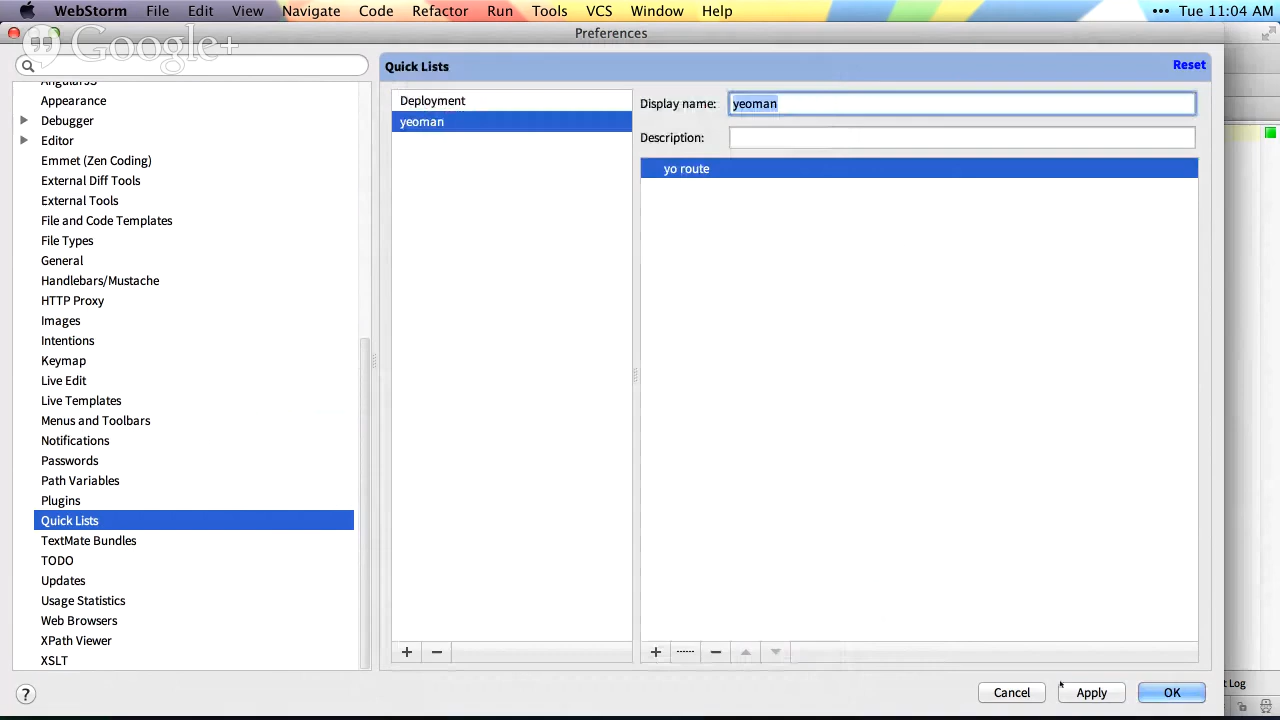 WebStorm File Edit View Navigate Code Refactor Run Tools VCS Window Help ••• Tue 11:04 AM
Preferences
Google+
Quick Lists Reset
AngularJS
Appearance
Debugger
Editor
Emmet (Zen Coding)
External Diff Tools
External Tools
File and Code Templates
File Types
General
Handlebars/Mustache
HTTP Proxy
Images
Intentions
Keymap
Live Edit
Live Templates
Menus and Toolbars
Notifications
Passwords
Path Variables
Plugins
Quick Lists
TextMate Bundles
TODO
Updates
Usage Statistics
Web Browsers
XPath Viewer
XSLT
Deployment
yeoman
Display name: yeoman
Description:
yo route
? Cancel Apply OK
t Log